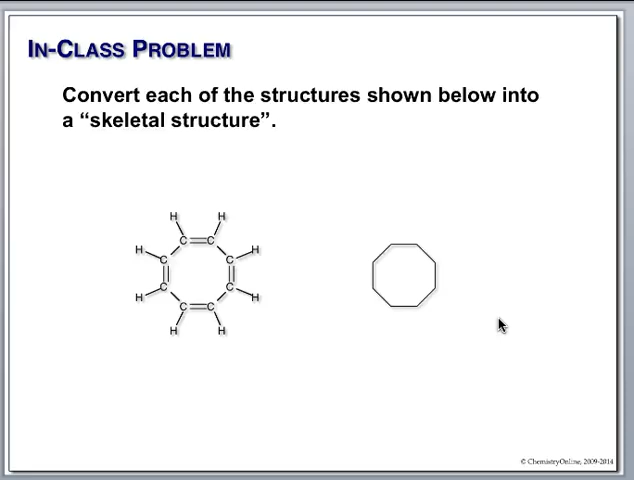 IN-CLASS PROBLEM
Convert each of the structures shown below into
a “skeletal structure”.
H H
C C
H C C H
H C C H
C C
H H
© ChemistryOnline, 2009-2014